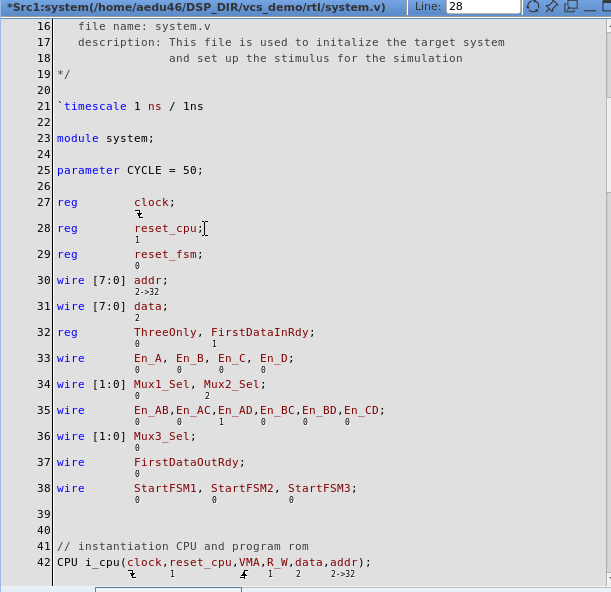 *Src1:system(/home/aedu46/DSP_DIR/vcs_demo/rtl/system.v) Line: 28
16 file name: system.v
17 description: This file is used to initalize the target system
18 and set up the stimulus for the simulation
19 */
20
21 `timescale 1 ns / 1ns
22
23 module system;
24
25 parameter CYCLE = 50;
26
27 reg clock;
28 reg reset_cpu;
1
29 reg reset_fsm;
0
30 wire [7:0] addr;
2->32
31 wire [7:0] data;
2
32 reg ThreeOnly, FirstDataInRdy;
0 1
33 wire En_A, En_B, En_C, En_D;
0 0 0 0
34 wire [1:0] Mux1_Sel, Mux2_Sel;
0 2
35 wire En_AB,En_AC,En_AD,En_BC,En_BD,En_CD;
0 0 1 0 0 0
36 wire [1:0] Mux3_Sel;
0
37 wire FirstDataOutRdy;
0
38 wire StartFSM1, StartFSM2, StartFSM3;
0 0 0
39
40
41 // instantiation CPU and program rom
42 CPU i_cpu(clock,reset_cpu,VMA,R_W,data,addr);
1 1 2 2->32